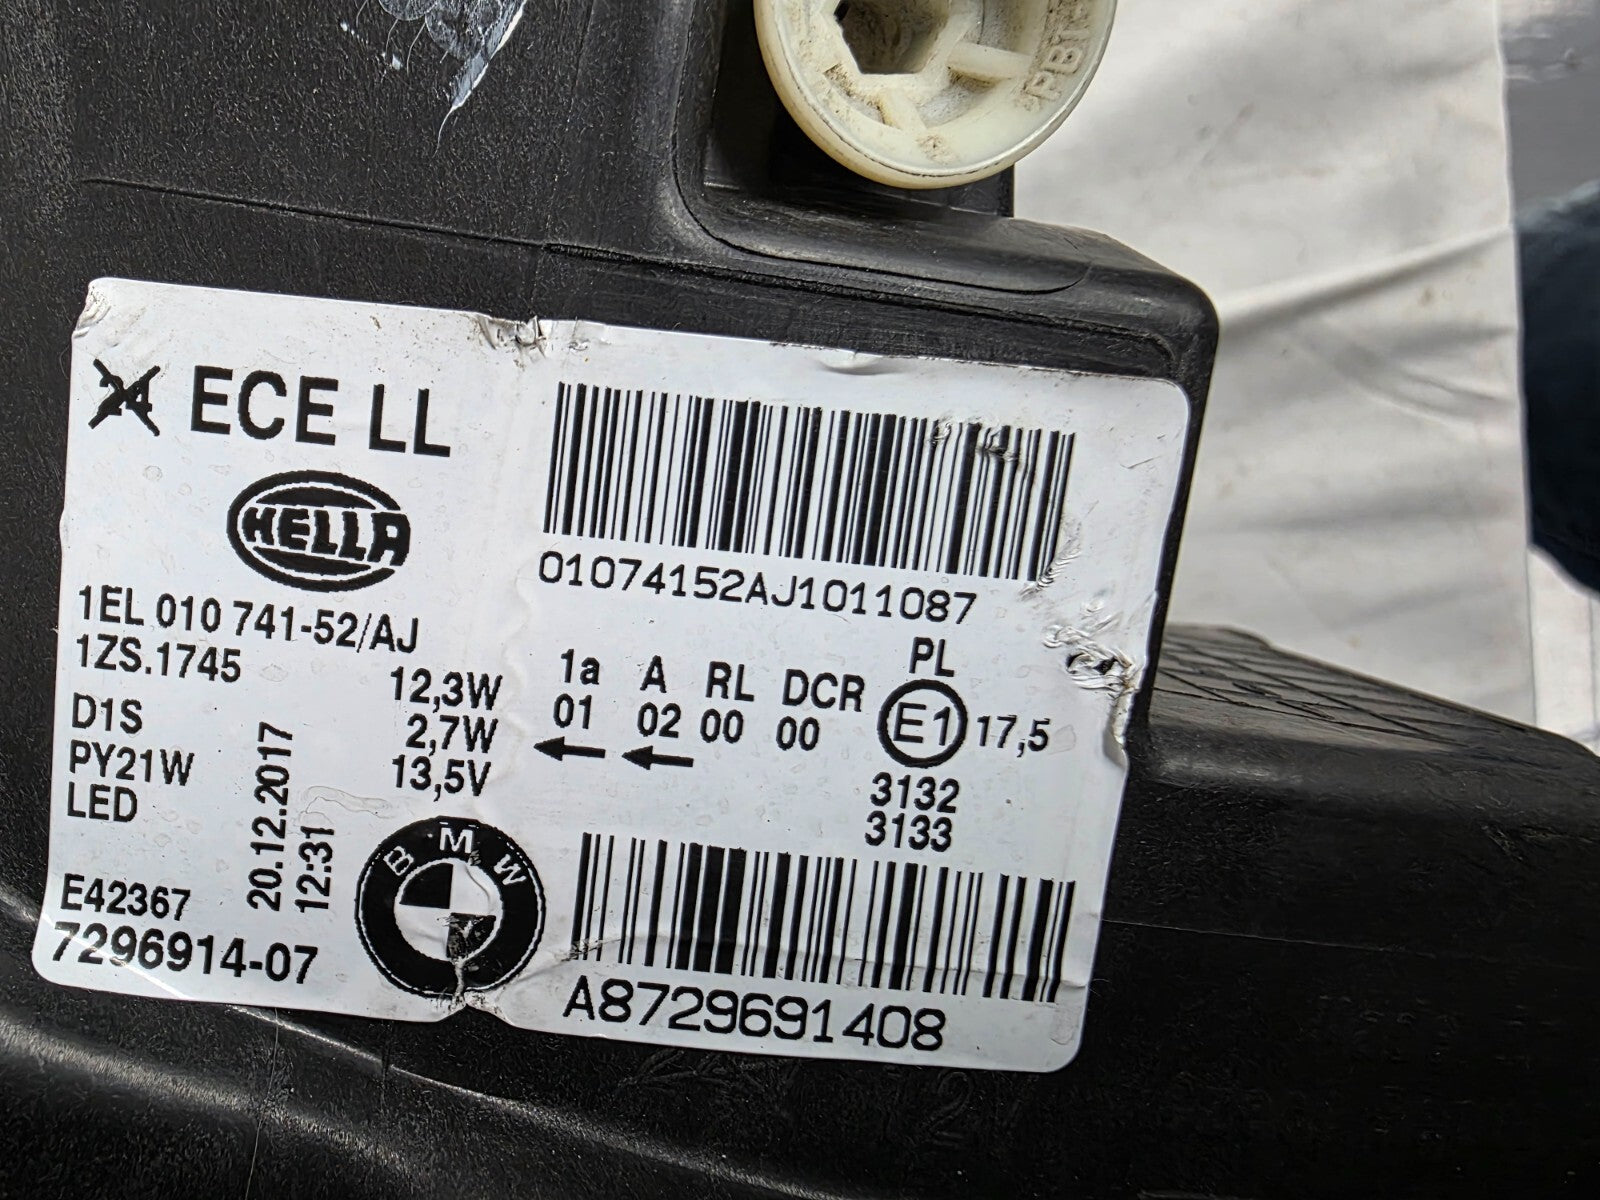 PBT
24 ECE LL
HELLA
1EL 010 741-52/AJ
1ZS.1745
12,3W
D1S
2,7W
PY21W
13,5V
LED
20.12.2017
12:31
E42367
7296914-07
BMW
01074152AJ1011087
1a A RL DCR PL
01 02 00 00 E1 17,5
3132
3133
A8729691408